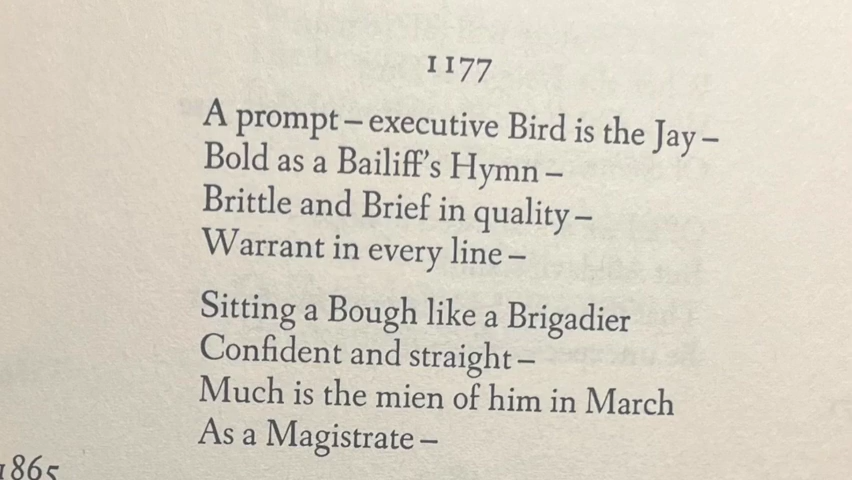 1177
A prompt – executive Bird is the Jay –
Bold as a Bailiff's Hymn –
Brittle and Brief in quality –
Warrant in every line –
Sitting a Bough like a Brigadier
Confident and straight –
Much is the mien of him in March
As a Magistrate –
1865